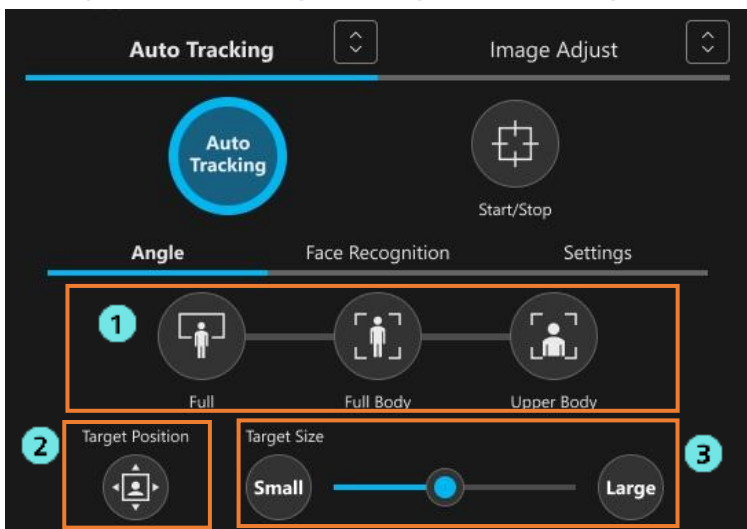 Auto Tracking
Image Adjust
Auto
Tracking
Start/Stop
Angle
Face Recognition
Settings
1
Full
Full Body
Upper Body
2
Target Position
Target Size
3
Small
Large